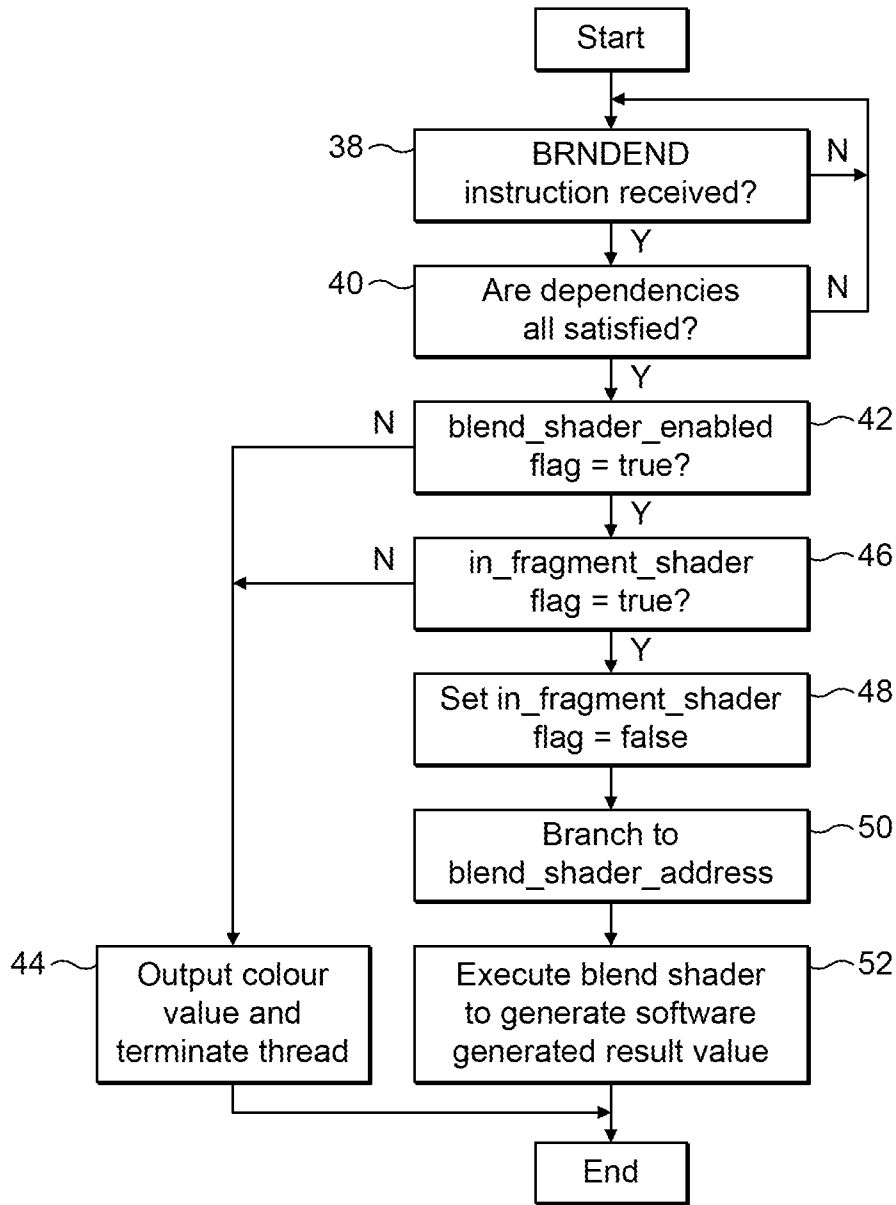 Start
38
BRNDEND
instruction received?
N
Y
40
Are dependencies
all satisfied?
N
Y
N
blend_shader_enabled
flag = true?
42
Y
N
in_fragment_shader
flag = true?
46
Y
Set in_fragment_shader
flag = false
48
Branch to
blend_shader_address
50
44
Output colour
value and
terminate thread
Execute blend shader
to generate software
generated result value
52
End